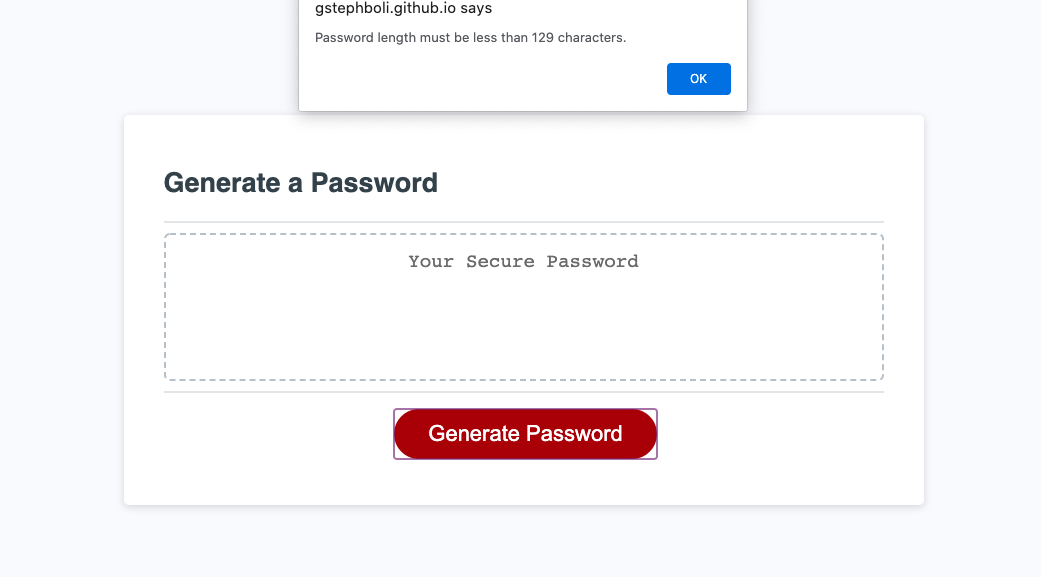 gstephboli.github.io says
Password length must be less than 129 characters.
OK
Generate a Password
Your Secure Password
Generate Password